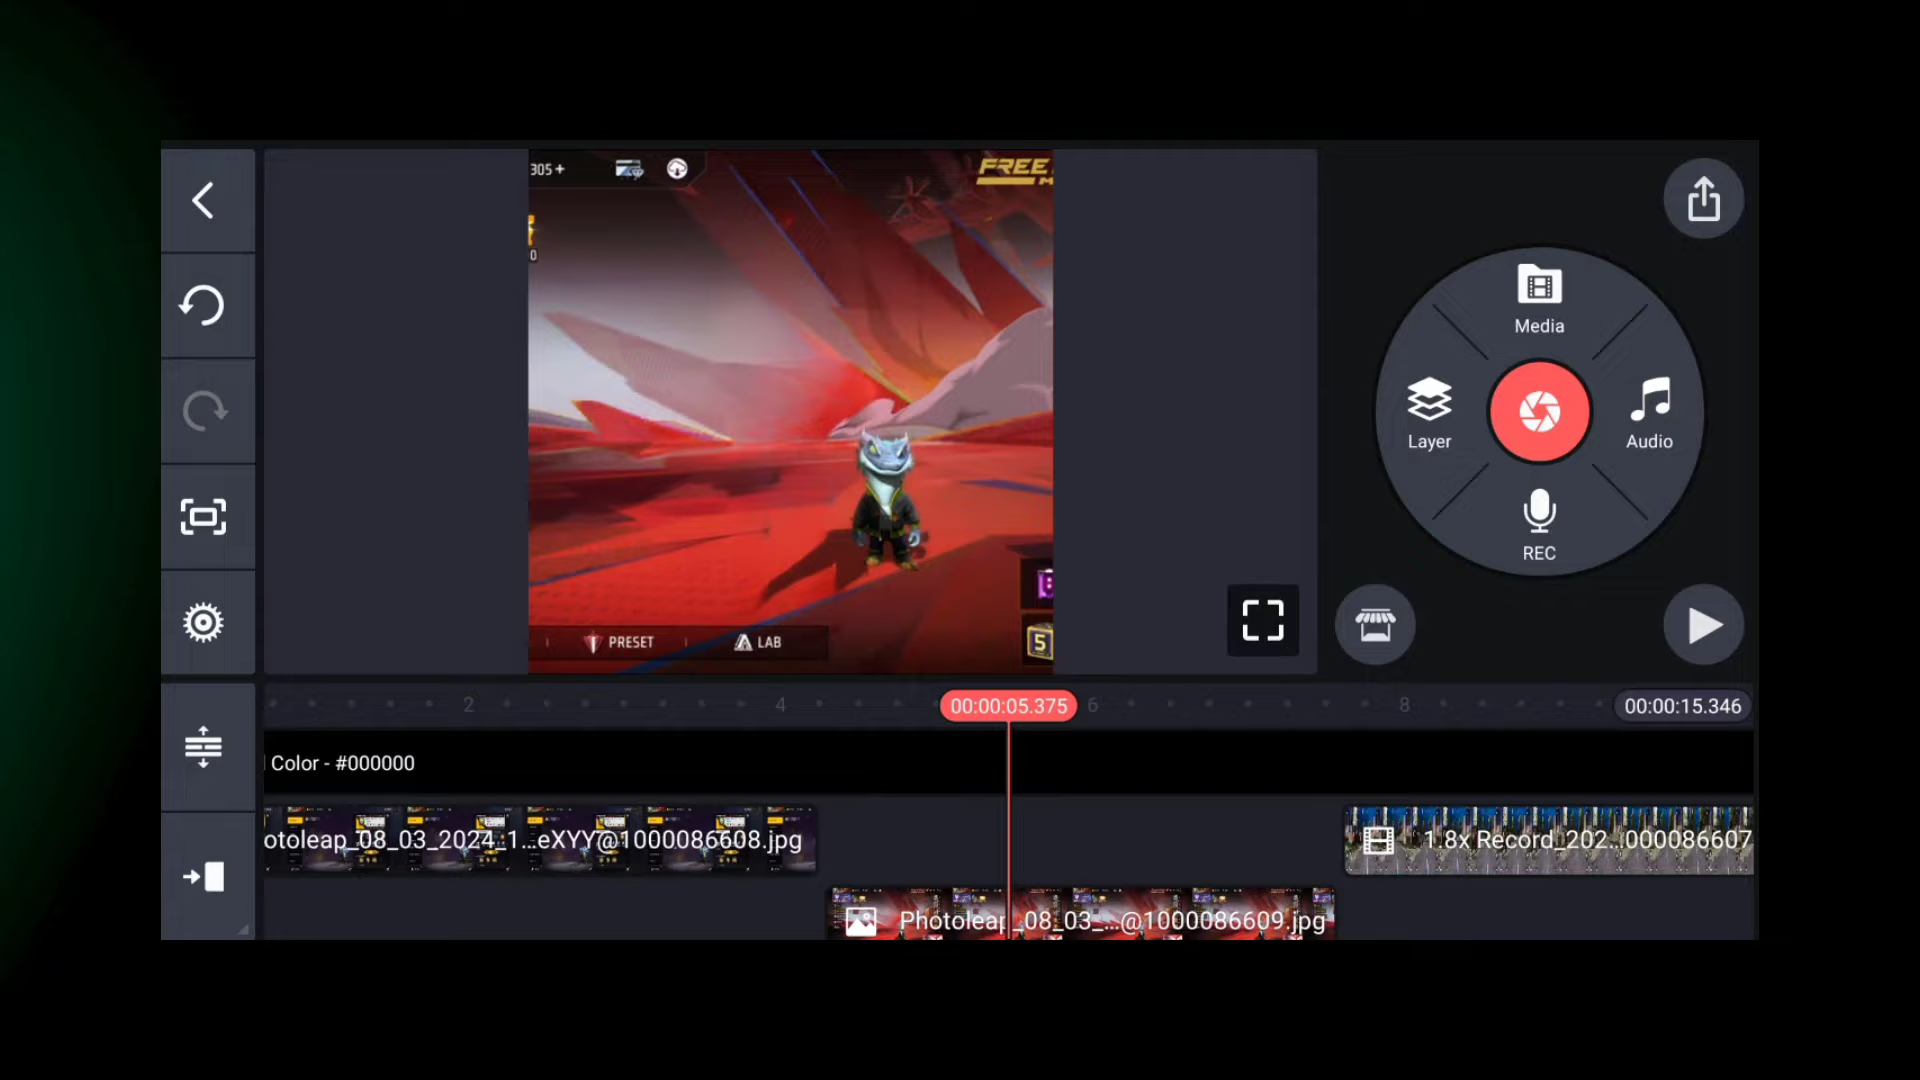 305+
FREE
M
0
PRESET
LAB
5
Media
Layer
Audio
REC
2
4
00:00:05.375
6
8
00:00:15.346
Color - #000000
otoleap_08_03_2024_1...eXYY@1000086608.jpg
1.8x Record_202...000086607
Photoleap_08_03_...@1000086609.jpg